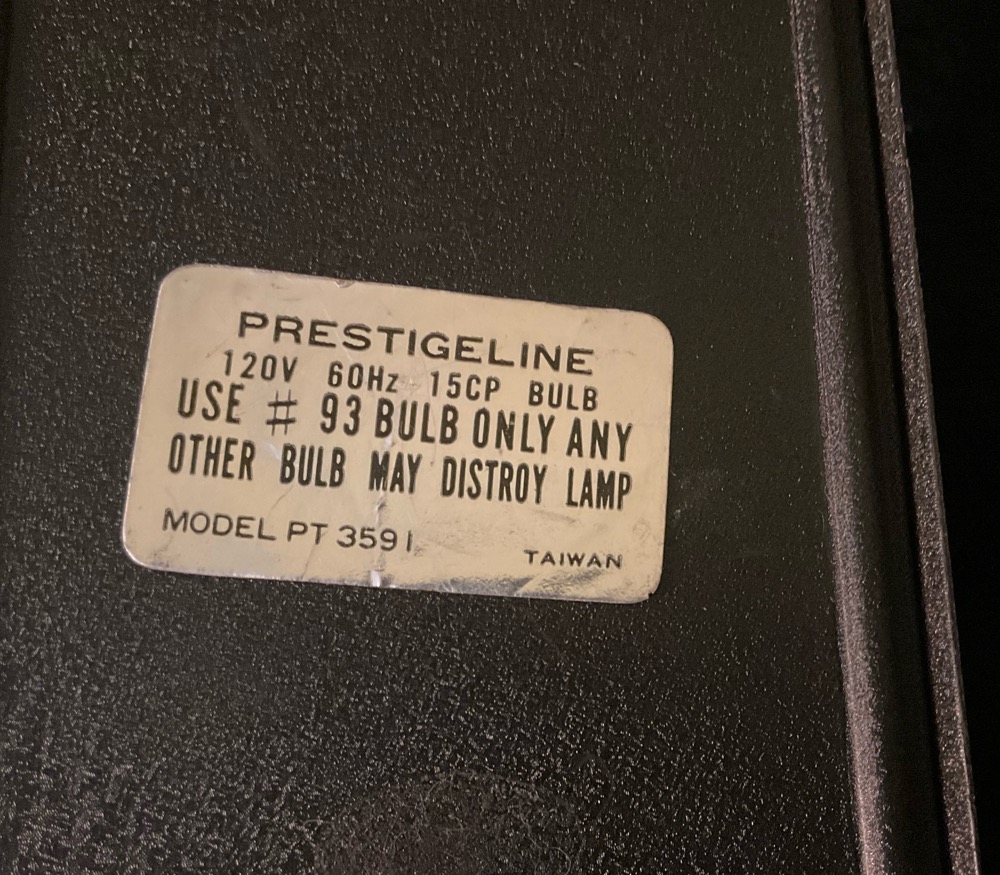 PRESTIGELINE
120V 60Hz 15CP BULB
USE # 93 BULB ONLY ANY
OTHER BULB MAY DISTROY LAMP
MODEL PT 3591
TAIWAN